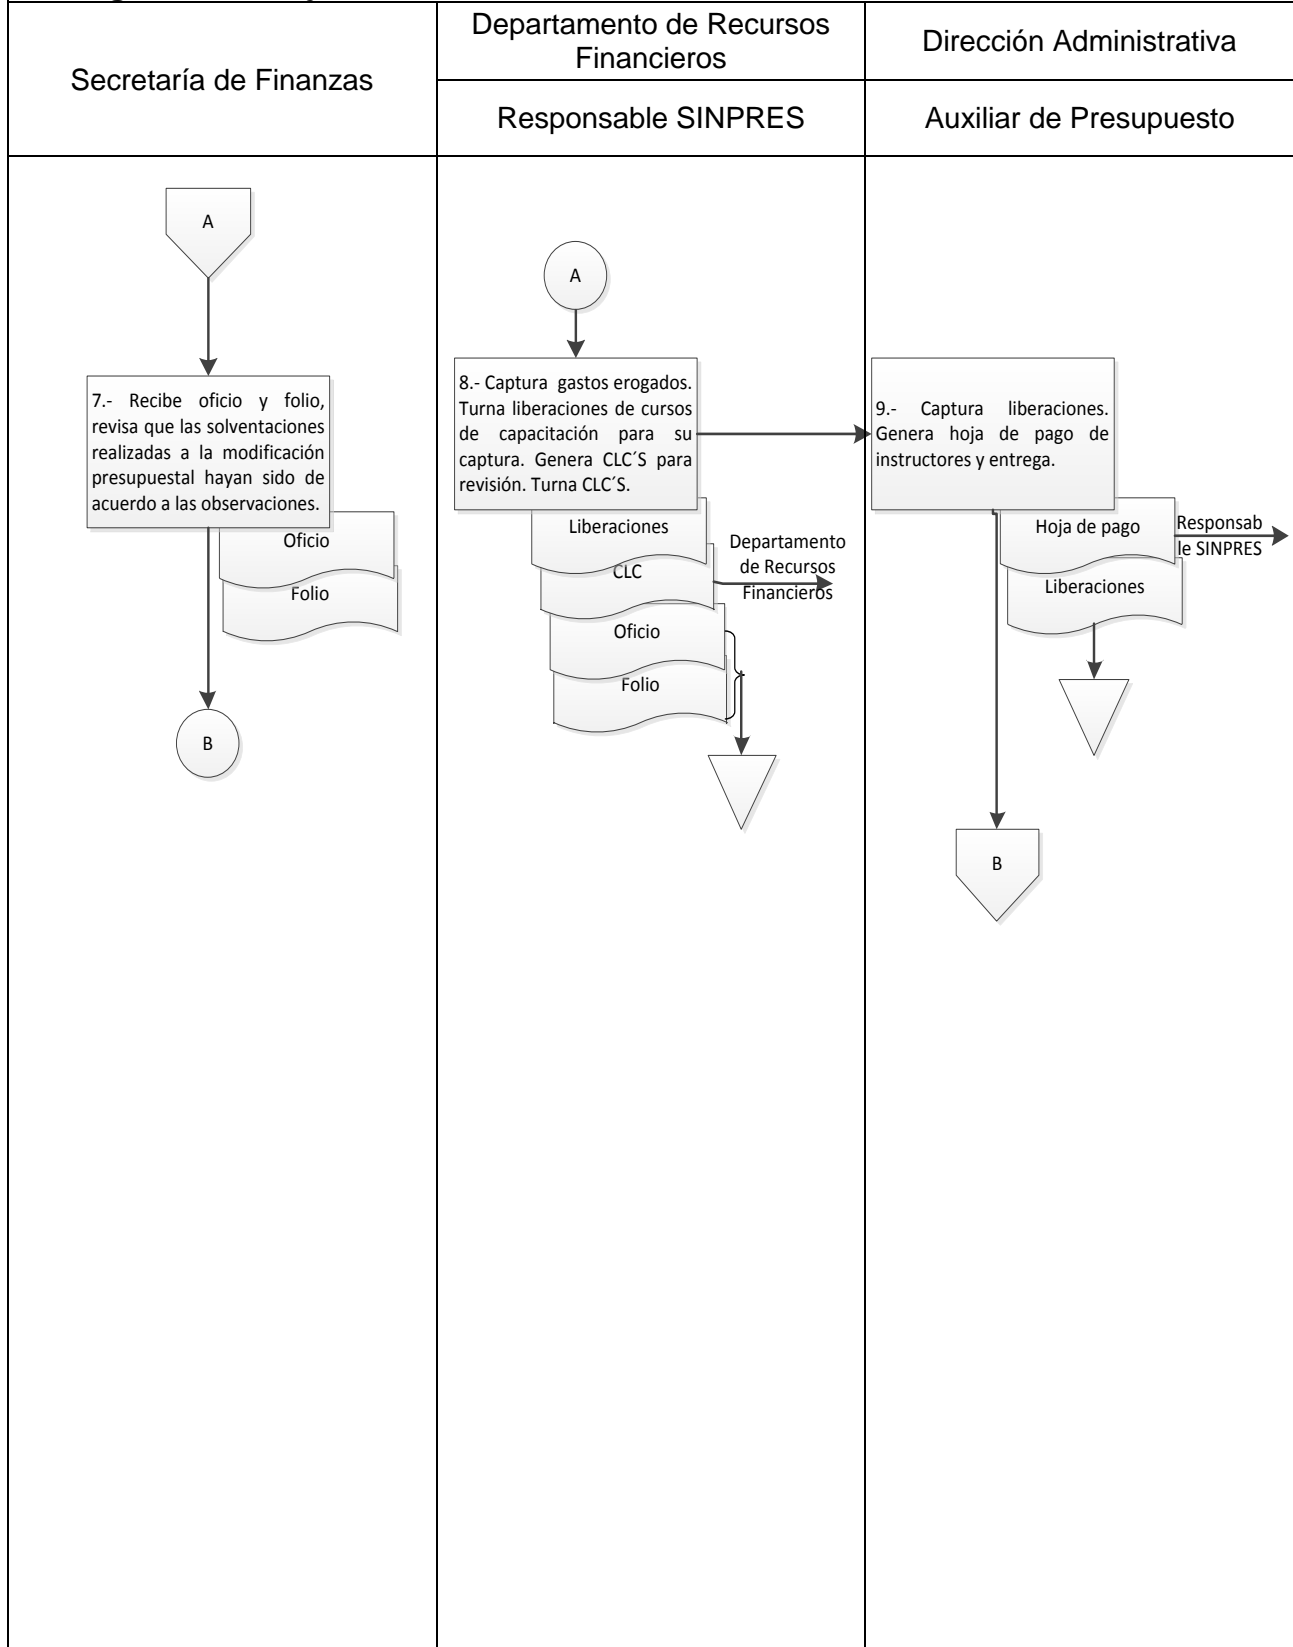 Secretaría de Finanzas
Departamento de Recursos
Financieros
Responsable SINPRES
Dirección Administrativa
Auxiliar de Presupuesto
A
7.- Recibe oficio y folio,
revisa que las solventaciones
realizadas a la modificación
presupuestal hayan sido de
acuerdo a las observaciones.
Oficio
Folio
B
A
8.- Captura gastos erogados.
Turna liberaciones de cursos
de capacitación para su
captura. Genera CLC´S para
revisión. Turna CLC´S.
Liberaciones
CLC
Departamento
de Recursos
Financieros
Oficio
Folio
9.- Captura liberaciones.
Genera hoja de pago de
instructores y entrega.
Hoja de pago
Responsab
le SINPRES
Liberaciones
B